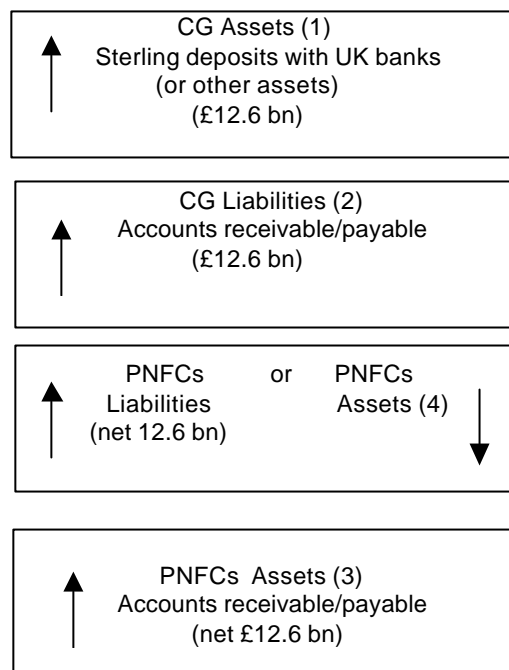 CG Assets (1)
Sterling deposits with UK banks
(or other assets)
(£12.6 bn)
CG Liabilities (2)
Accounts receivable/payable
(£12.6 bn)
PNFCs or PNFCs
Liabilities Assets (4)
(net 12.6 bn)
PNFCs Assets (3)
Accounts receivable/payable
(net £12.6 bn)